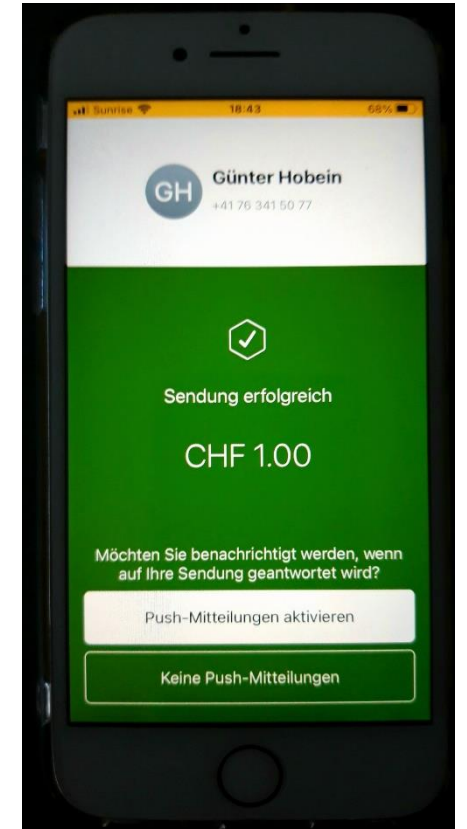 Sunrise 18:43 68%
GH
Günter Hobein
+41 76 341 50 77
Sendung erfolgreich
CHF 1.00
Möchten Sie benachrichtigt werden, wenn
auf Ihre Sendung geantwortet wird?
Push-Mitteilungen aktivieren
Keine Push-Mitteilungen